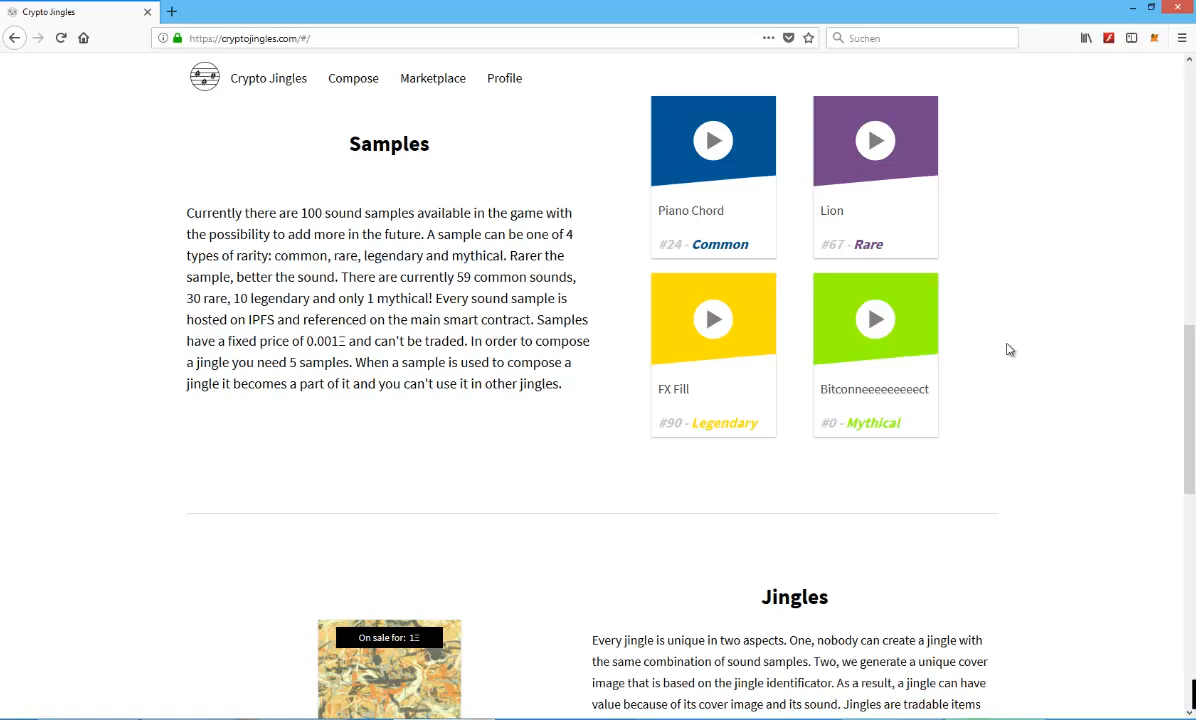 Crypto Jingles
https://cryptojingles.com/#/
Suchen
Crypto Jingles Compose Marketplace Profile
Samples
Currently there are 100 sound samples available in the game with
the possibility to add more in the future. A sample can be one of 4
types of rarity: common, rare, legendary and mythical. Rarer the
sample, better the sound. There are currently 59 common sounds,
30 rare, 10 legendary and only 1 mythical! Every sound sample is
hosted on IPFS and referenced on the main smart contract. Samples
have a fixed price of 0.001Ξ and can't be traded. In order to compose
a jingle you need 5 samples. When a sample is used to compose a
jingle it becomes a part of it and you can't use it in other jingles.
Piano Chord
#24 - Common
Lion
#67 - Rare
FX Fill
#90 - Legendary
Bitconneeeeeeeeect
#0 - Mythical
On sale for: 1Ξ
Jingles
Every jingle is unique in two aspects. One, nobody can create a jingle with
the same combination of sound samples. Two, we generate a unique cover
image that is based on the jingle identificator. As a result, a jingle can have
value because of its cover image and its sound. Jingles are tradable items